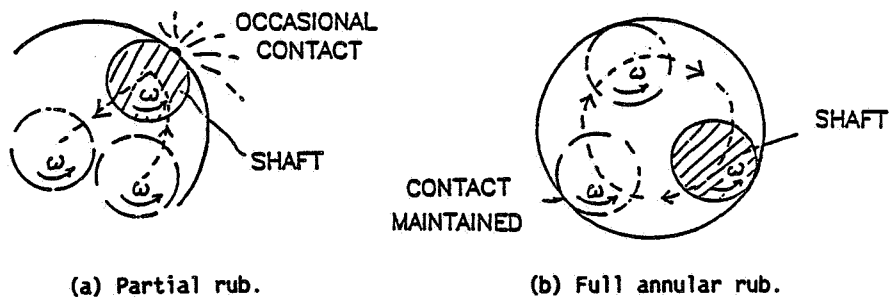 OCCASIONAL
CONTACT
ω
ω
ω
SHAFT
(a) Partial rub.
ω
SHAFT
ω
ω
CONTACT
MAINTAINED
(b) Full annular rub.